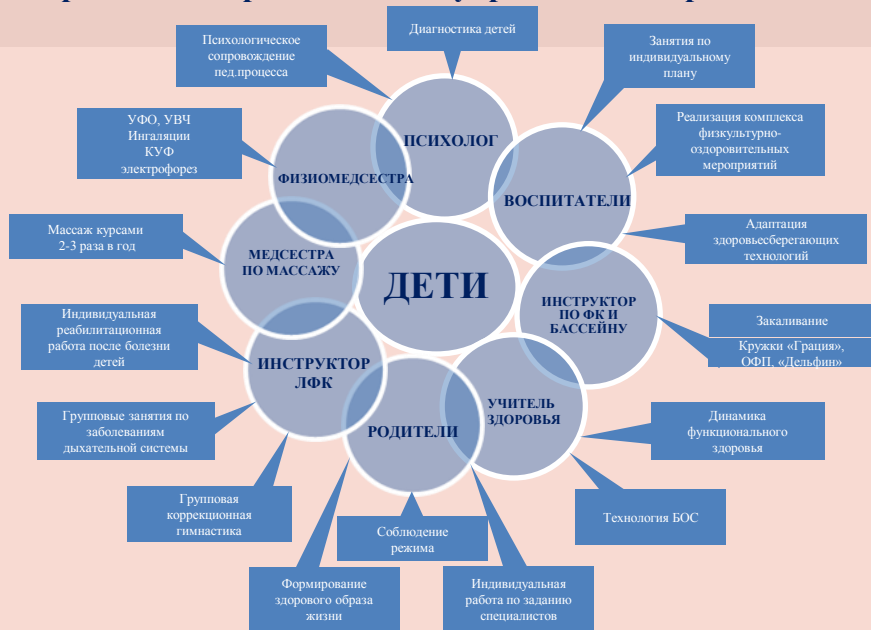 Диагностика детей
Психологическое
сопровождение
пед.процесса
Занятия по
индивидуальному
плану
УФО, УВЧ
Ингаляции
КУФ
электрофорез
Реализация комплекса
физкультурно-
оздоровительных
мероприятий
ПСИХОЛОГ
ФИЗИОМЕДСЕСТРА
ВОСПИТАТЕЛИ
Массаж курсами
2-3 раза в год
Адаптация
здоровьесберегающих
технологий
МЕДСЕСТРА
ПО МАССАЖУ
ДЕТИ
ИНСТРУКТОР
ПО ФК И
БАССЕЙНУ
Индивидуальная
реабилитационная
работа после болезни
детей
Закаливание
Кружки «Грация»,
ОФП, «Дельфин»
ИНСТРУКТОР
ЛФК
УЧИТЕЛЬ
ЗДОРОВЬЯ
РОДИТЕЛИ
Групповые занятия по
заболеваниям
дыхательной системы
Динамика
функционального
здоровья
Групповая
коррекционная
гимнастика
Соблюдение
режима
Технология БОС
Формирование
здорового образа
жизни
Индивидуальная
работа по заданию
специалистов